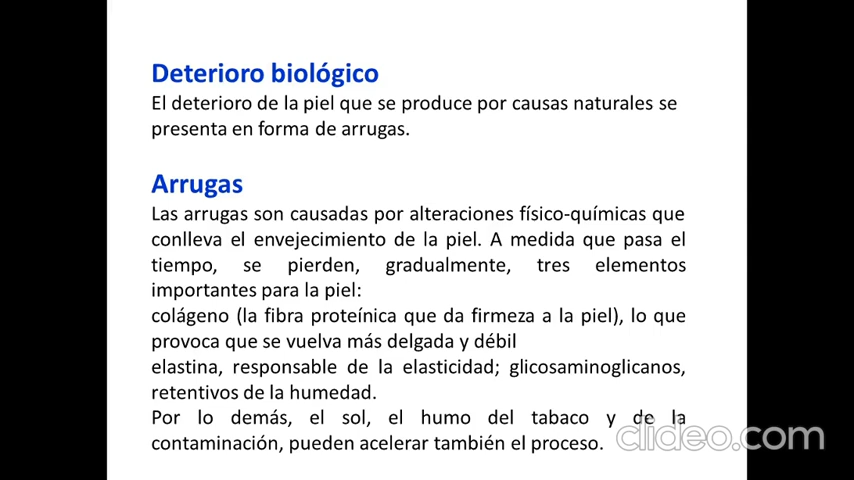 Deterioro biológico
El deterioro de la piel que se produce por causas naturales se
presenta en forma de arrugas.
Arrugas
Las arrugas son causadas por alteraciones físico-químicas que
conlleva el envejecimiento de la piel. A medida que pasa el
tiempo, se pierden, gradualmente, tres elementos
importantes para la piel:
colágeno (la fibra proteínica que da firmeza a la piel), lo que
provoca que se vuelva más delgada y débil
elastina, responsable de la elasticidad; glicosaminoglicanos,
retentivos de la humedad.
Por lo demás, el sol, el humo del tabaco y de la
contaminación, pueden acelerar también el proceso.
clideo.com